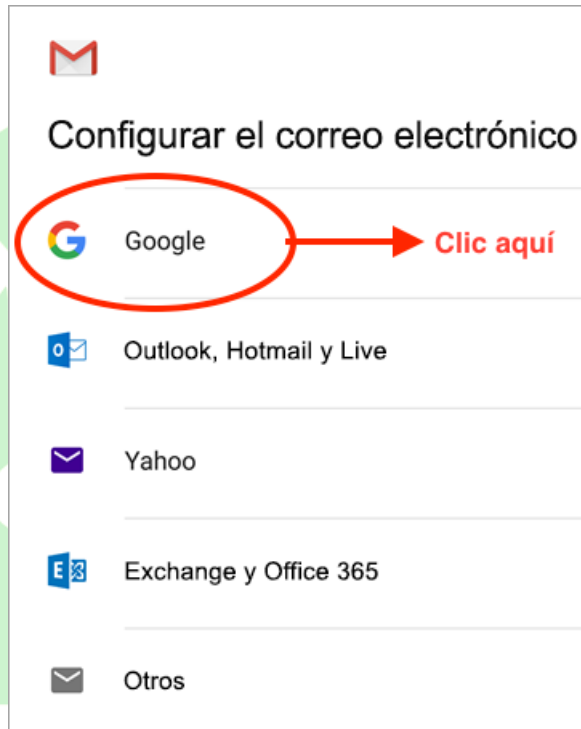 Configurar el correo electrónico
Google
Clic aquí
Outlook, Hotmail y Live
Yahoo
Exchange y Office 365
Otros